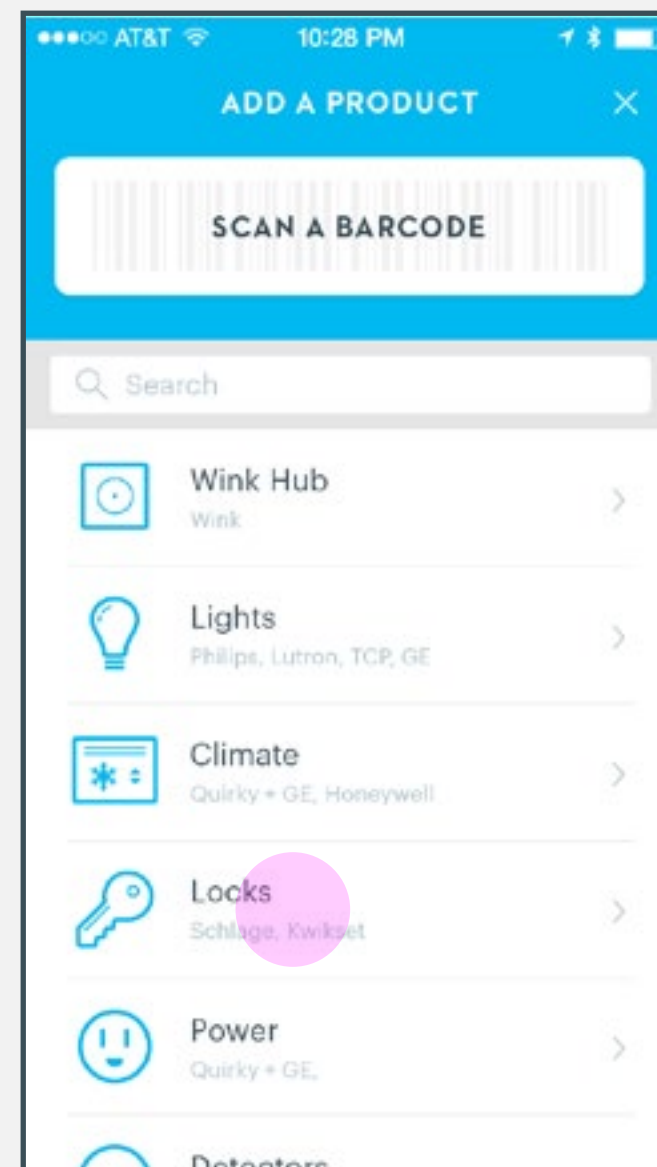 AT&T 10:28 PM
ADD A PRODUCT
SCAN A BARCODE
Search
Wink Hub
Wink
Lights
Philips, Lutron, TCP, GE
Climate
Quirky + GE, Honeywell
Locks
Schlage, Kwikset
Power
Quirky + GE,
Detectors